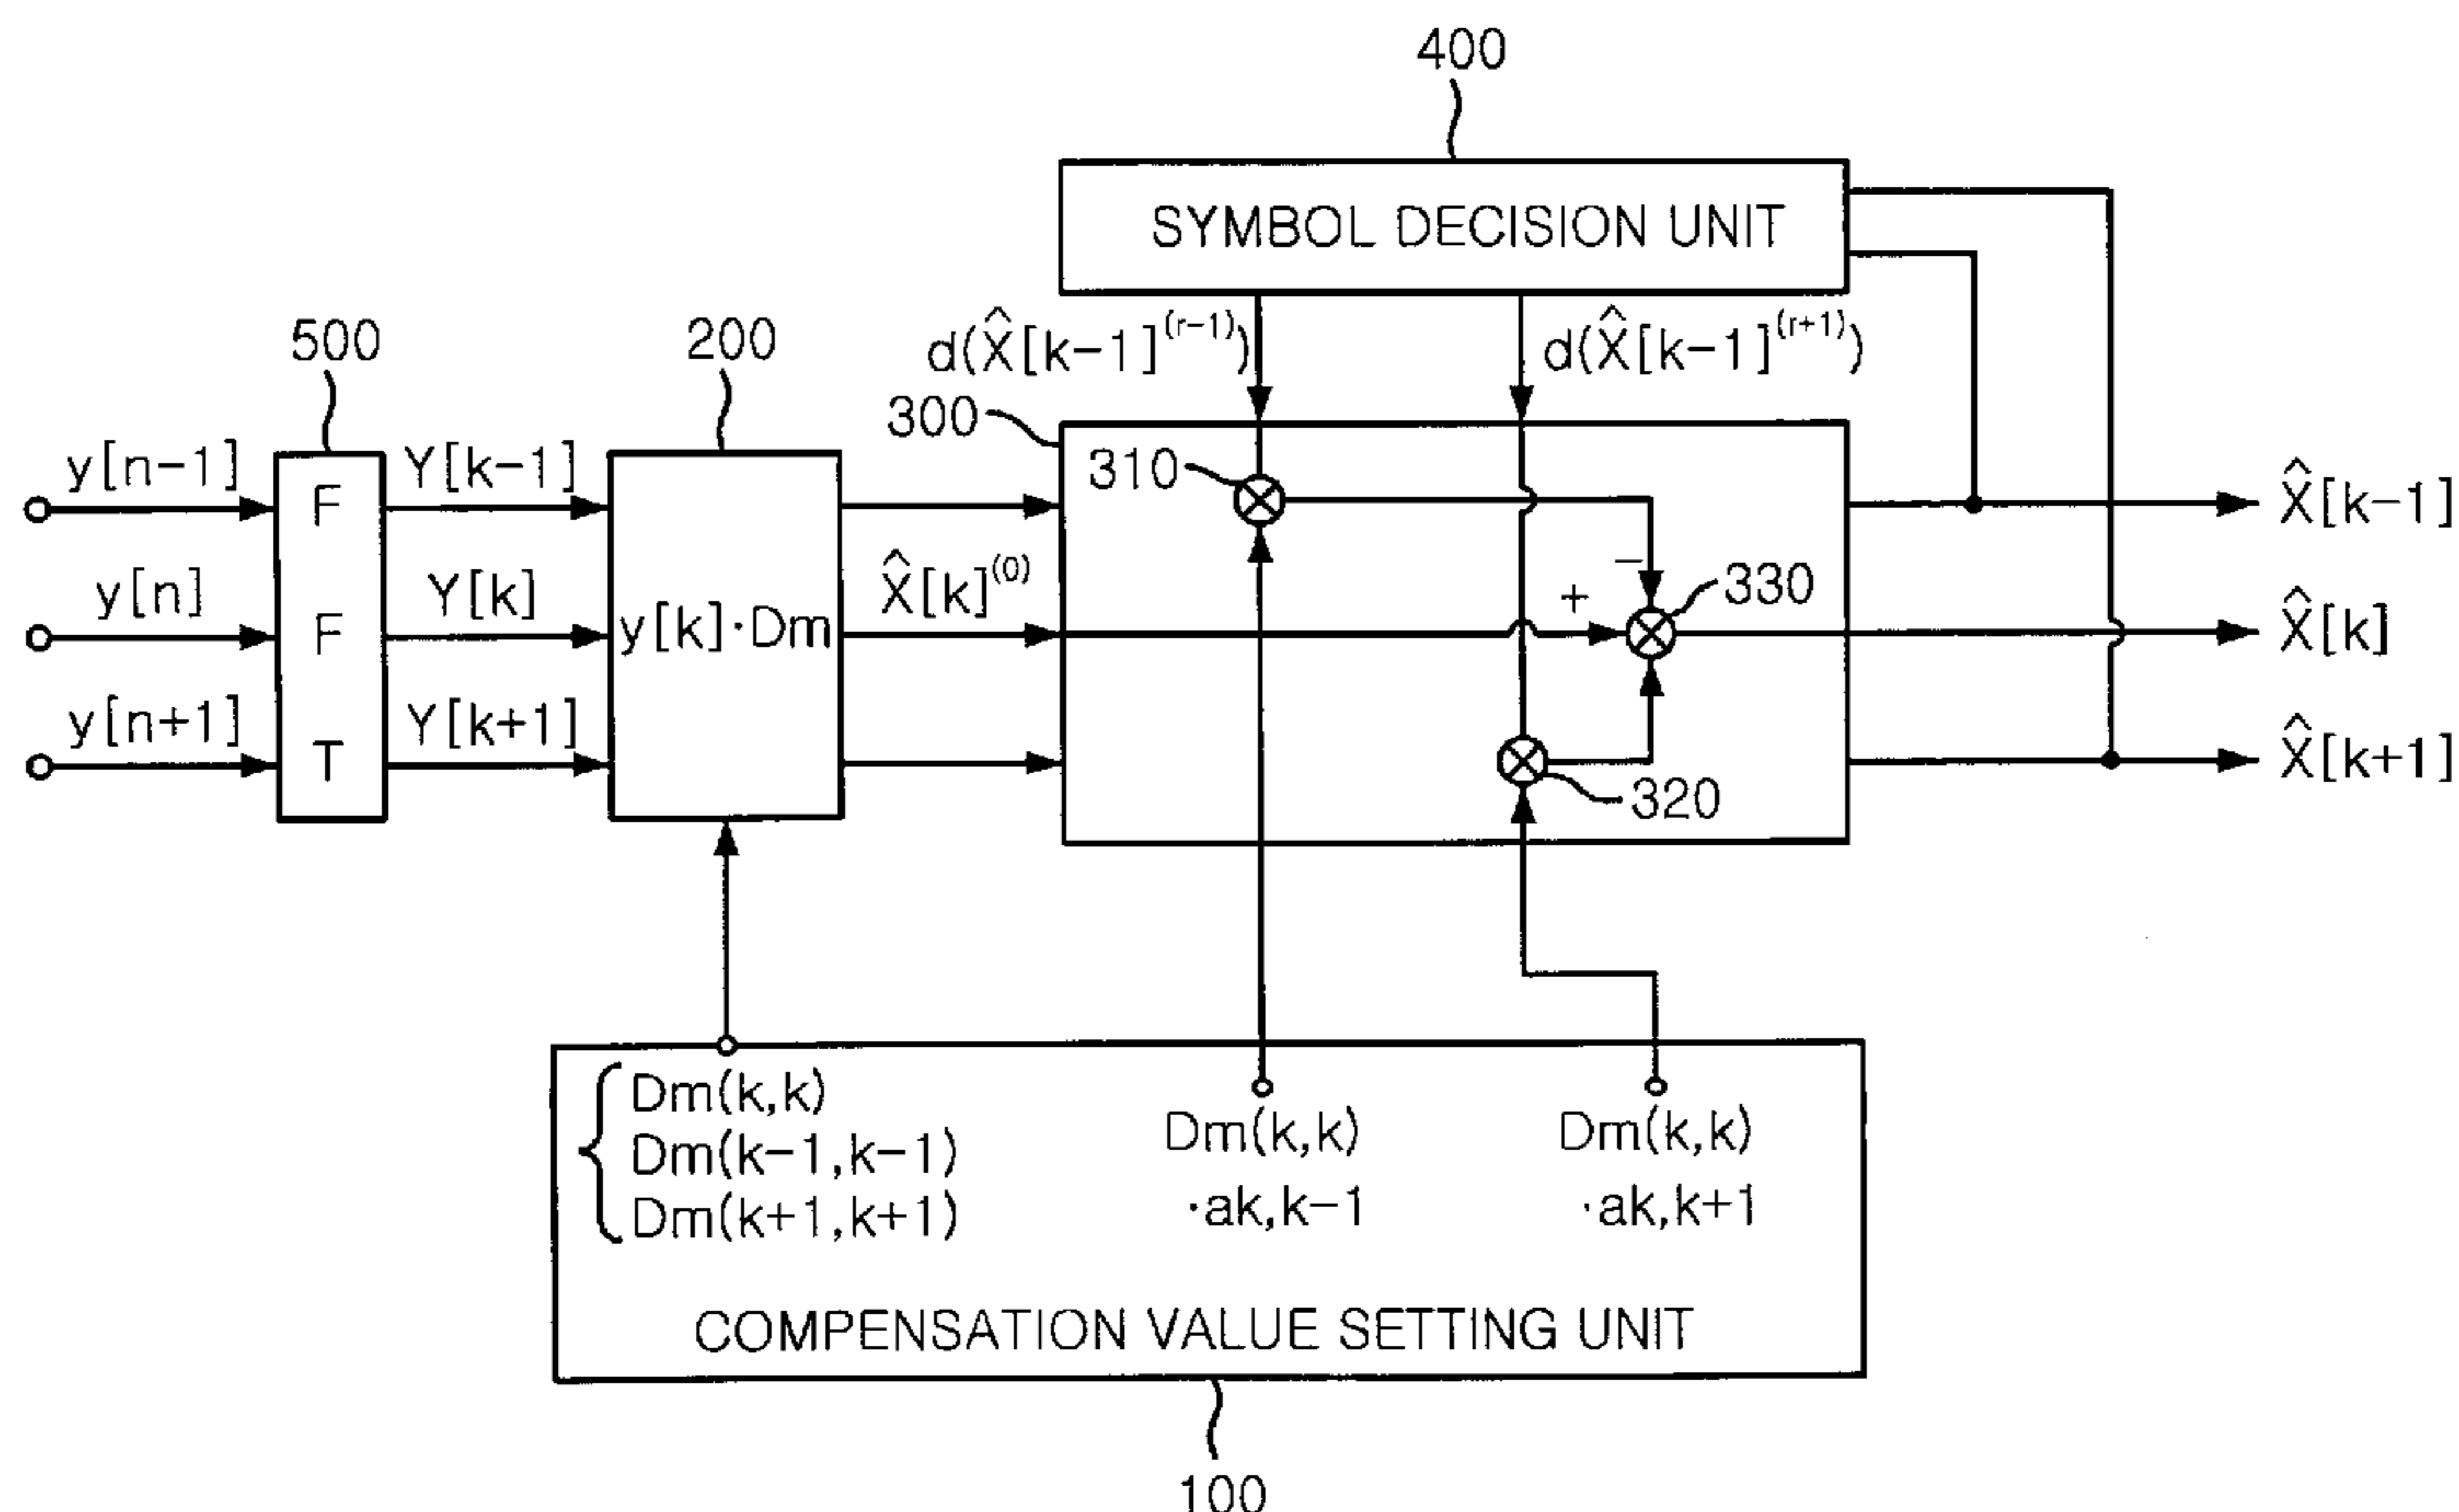 400
SYMBOL DECISION UNIT
500
200
d(X̂[k-1]^(r-1))
d(X̂[k-1]^(r+1))
300
310
y[n-1]
F
Y[k-1]
X̂[k-1]
y[n]
F
Y[k]
y[k]·Dm
X̂[k]^(0)
+
−
330
X̂[k]
y[n+1]
T
Y[k+1]
320
X̂[k+1]
Dm(k,k)
Dm(k-1,k-1)
Dm(k+1,k+1)
Dm(k,k)
·ak,k-1
Dm(k,k)
·ak,k+1
COMPENSATION VALUE SETTING UNIT
100